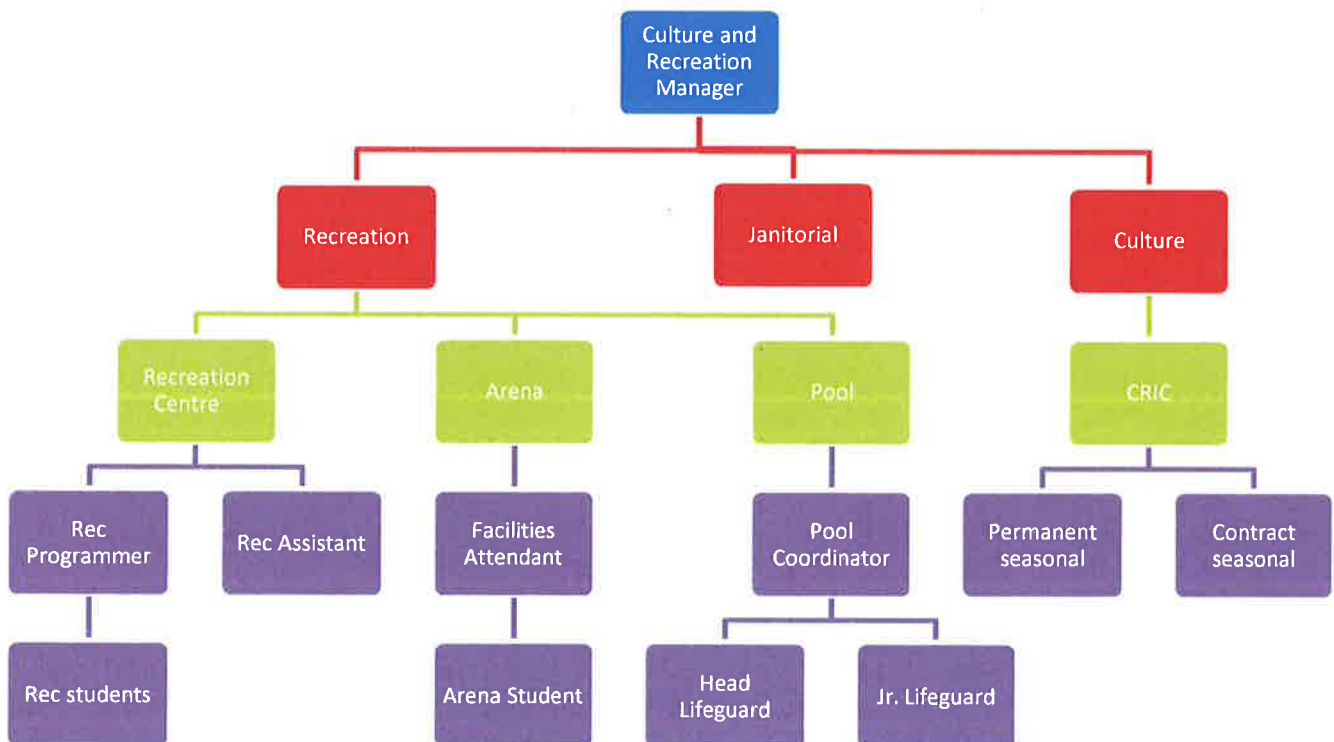 Culture and
Recreation
Manager
Recreation
Janitorial
Culture
Recreation
Centre
Arena
Pool
CRIC
Rec
Programmer
Rec Assistant
Facilities
Attendant
Pool
Coordinator
Permanent
seasonal
Contract
seasonal
Rec students
Arena Student
Head
Lifeguard
Jr. Lifeguard